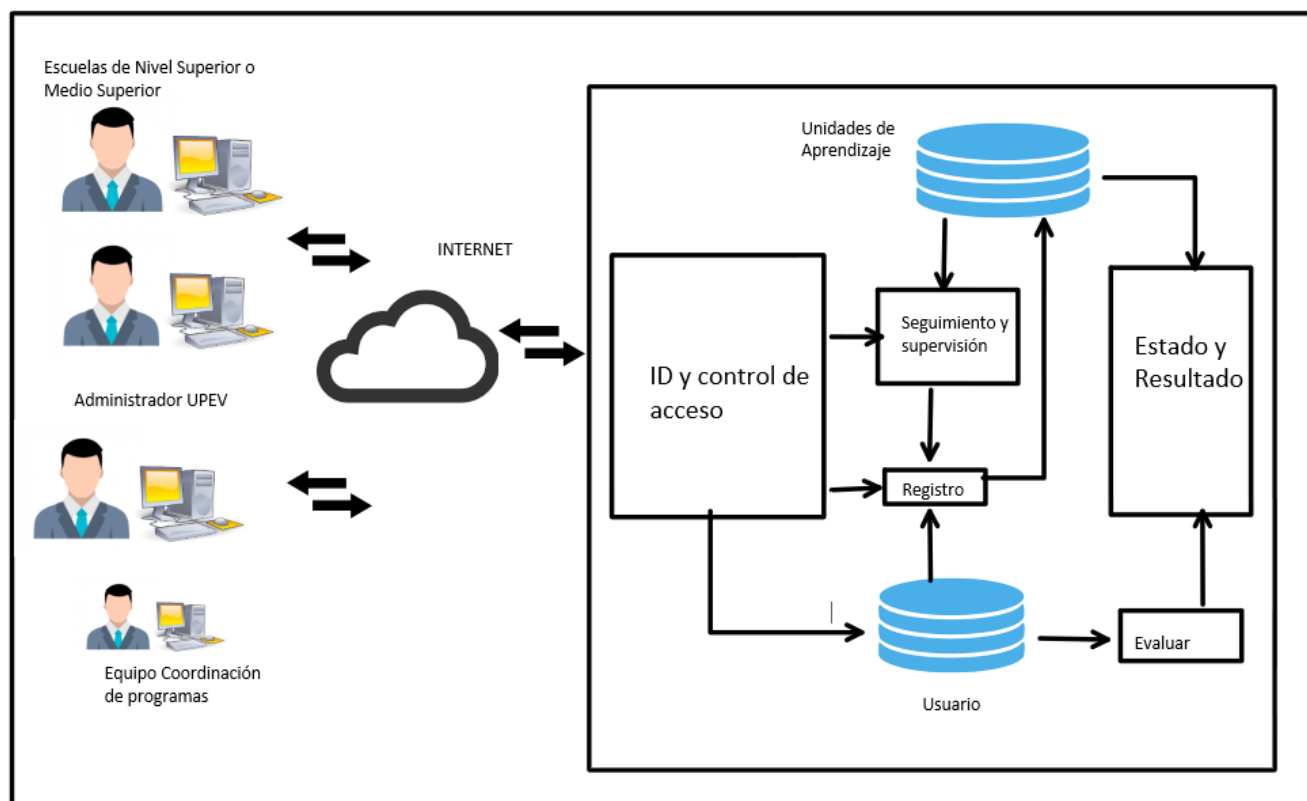 Escuelas de Nivel Superior o
Medio Superior
INTERNET
Administrador UPEV
Equipo Coordinación
de programas
Unidades de
Aprendizaje
ID y control de
acceso
Seguimiento y
supervisión
Registro
Estado y
Resultado
Evaluar
Usuario